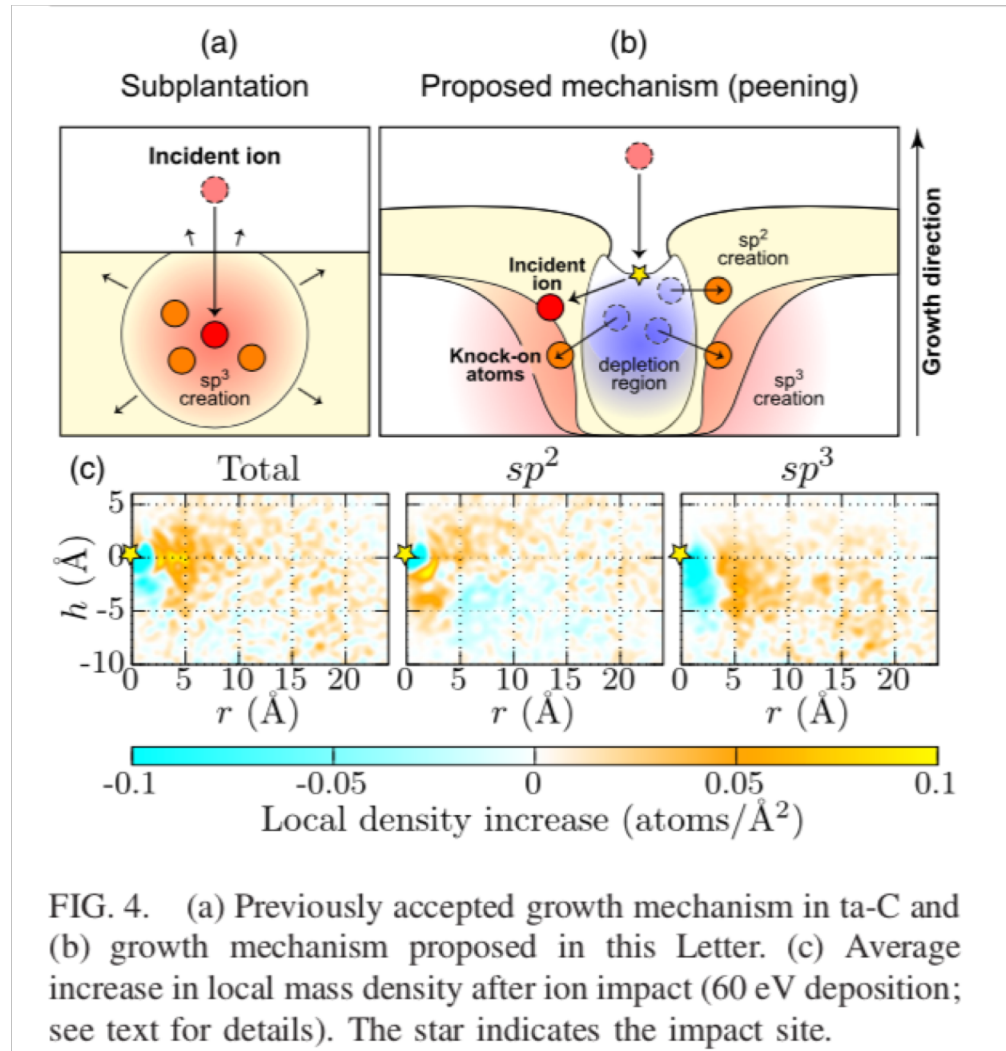 (a)
Subplantation
(b)
Proposed mechanism (peening)
Incident ion
sp³
creation
Incident
ion
Knock-on
atoms
depletion
region
sp²
creation
sp³
creation
Growth direction
(c)
Total
sp²
sp³
h (Å)
5
0
-5
-10
0 5 10 15 20
r (Å)
0 5 10 15 20
r (Å)
0 5 10 15 20
r (Å)
-0.1 -0.05 0 0.05 0.1
Local density increase (atoms/Å²)
FIG. 4. (a) Previously accepted growth mechanism in ta-C and
(b) growth mechanism proposed in this Letter. (c) Average
increase in local mass density after ion impact (60 eV deposition;
see text for details). The star indicates the impact site.